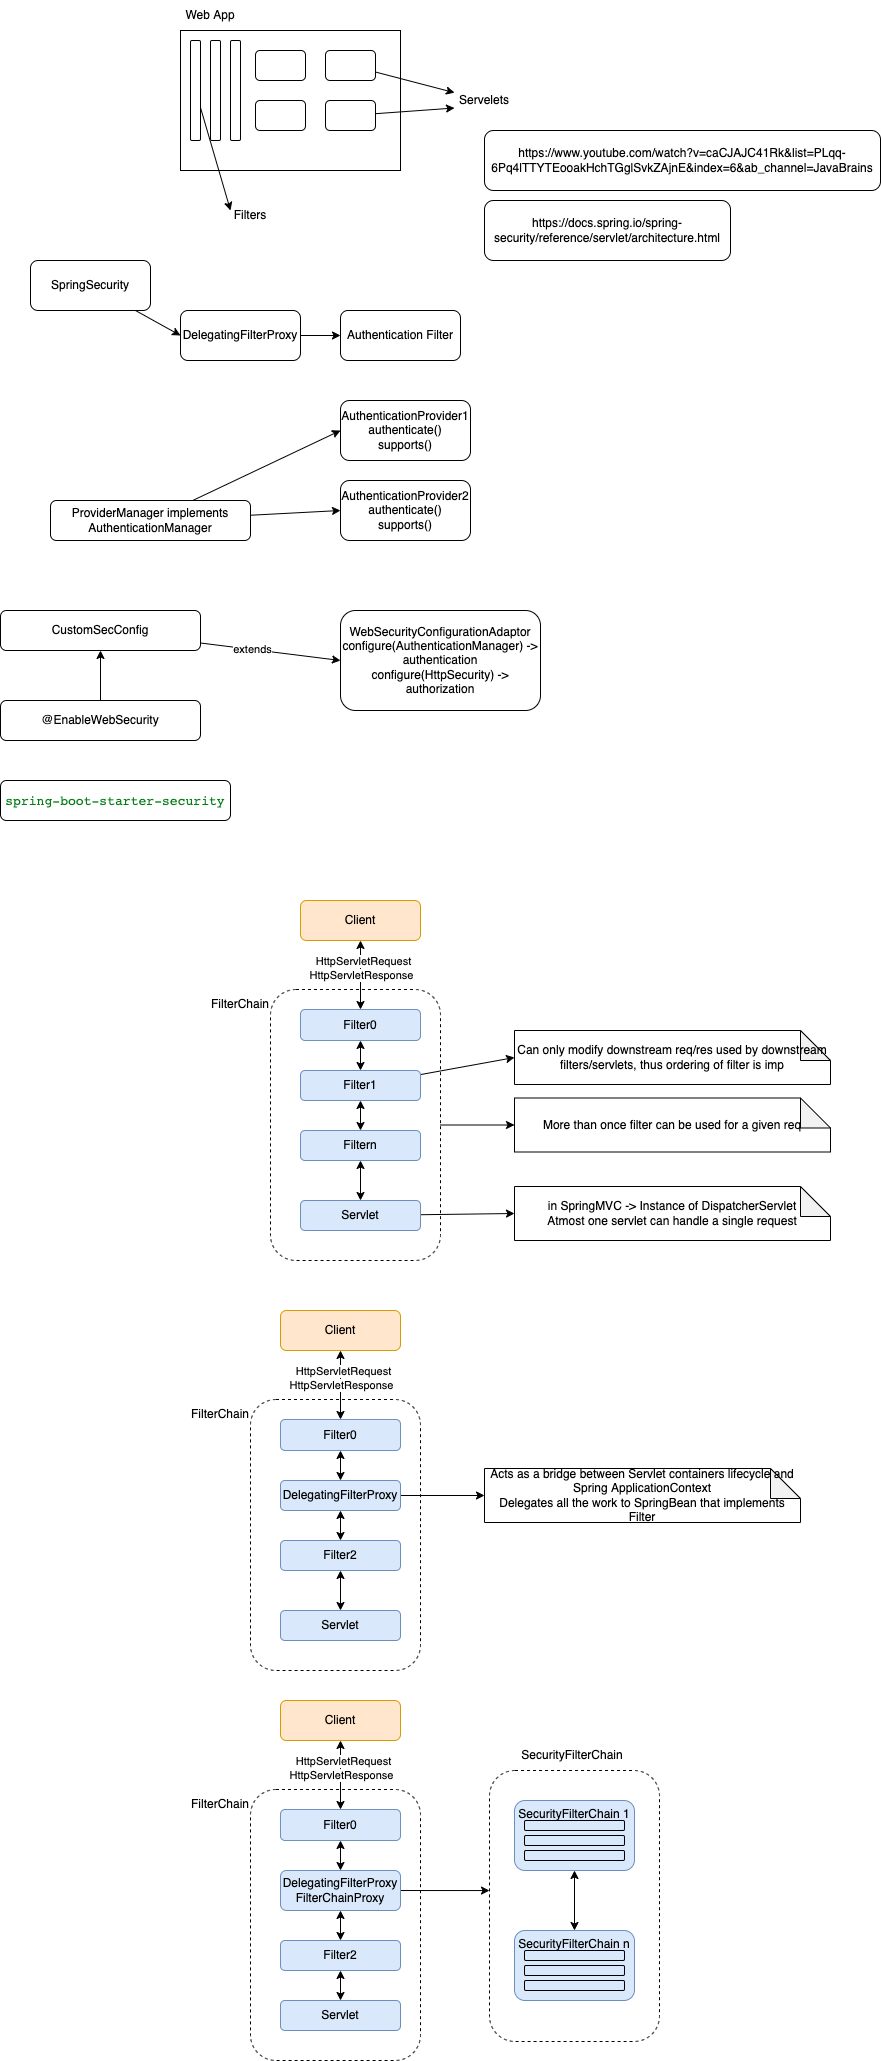 Web App
Servelets
https://www.youtube.com/watch?v=caCJAJC41Rk&list=PLqq-
6Pq4lTTYTEooakHchTGglSvkZAjnE&index=6&ab_channel=JavaBrains
Filters
https://docs.spring.io/spring-
security/reference/servlet/architecture.html
SpringSecurity
DelegatingFilterProxy
Authentication Filter
AuthenticationProvider1
authenticate()
supports()
AuthenticationProvider2
authenticate()
supports()
ProviderManager implements
AuthenticationManager
CustomSecConfig
extends
WebSecurityConfigurationAdaptor
configure(AuthenticationManager) ->
authentication
configure(HttpSecurity) ->
authorization
@EnableWebSecurity
spring-boot-starter-security
Client
HttpServletRequest
HttpServletResponse
FilterChain
Filter0
Filter1
Can only modify downstream req/res used by downstream
filters/servlets, thus ordering of filter is imp
More than once filter can be used for a given req
Filtern
Servlet
in SpringMVC -> Instance of DispatcherServlet
Atmost one servlet can handle a single request
Client
HttpServletRequest
HttpServletResponse
FilterChain
Filter0
DelegatingFilterProxy
Acts as a bridge between Servlet containers lifecycle and
Spring ApplicationContext
Delegates all the work to SpringBean that implements
Filter
Filter2
Servlet
Client
HttpServletRequest
HttpServletResponse
FilterChain
Filter0
DelegatingFilterProxy
FilterChainProxy
Filter2
Servlet
SecurityFilterChain
SecurityFilterChain 1
SecurityFilterChain n